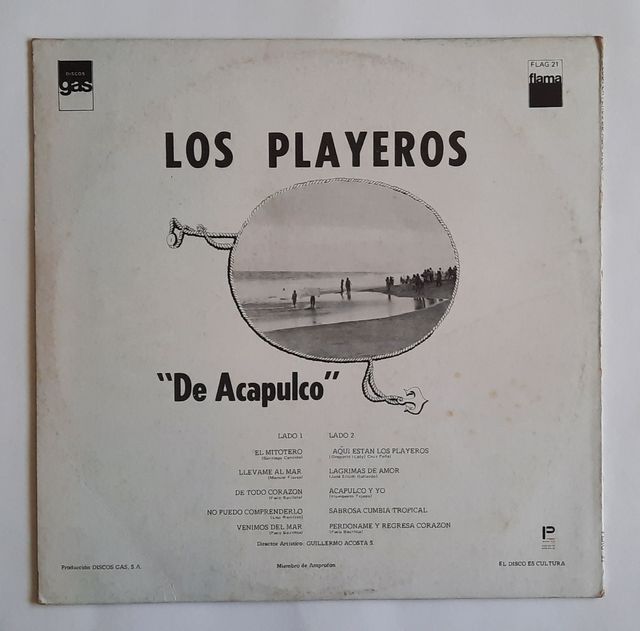 DISCOS
gas
FLAG 21
flama
LOS PLAYEROS
"De Acapulco"
LADO 1
EL MITOTERO
LLEVAME AL MAR
DE TODO CORAZON
NO PUEDO COMPRENDERLO
VENIMOS DEL MAR
LADO 2
AQUI ESTAN LOS PLAYEROS
LAGRIMAS DE AMOR
ACAPULCO Y YO
SABROSA CUMBIA TROPICAL
PERDONAME Y REGRESA CORAZON
Director Artístico: GUILLERMO ACOSTA S.
Producción DISCOS GAS, S.A.
Miembro de Amprofon
EL DISCO ES CULTURA
P